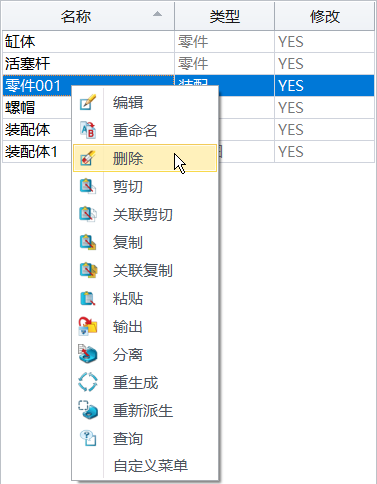 名称 类型 修改
缸体 零件 YES
活塞杆 零件 YES
零件001 装配 YES
螺帽 YES
装配体 YES
装配体1 YES
编辑
重命名
删除
剪切
关联剪切
复制
关联复制
粘贴
输出
分离
重生成
重新派生
查询
自定义菜单